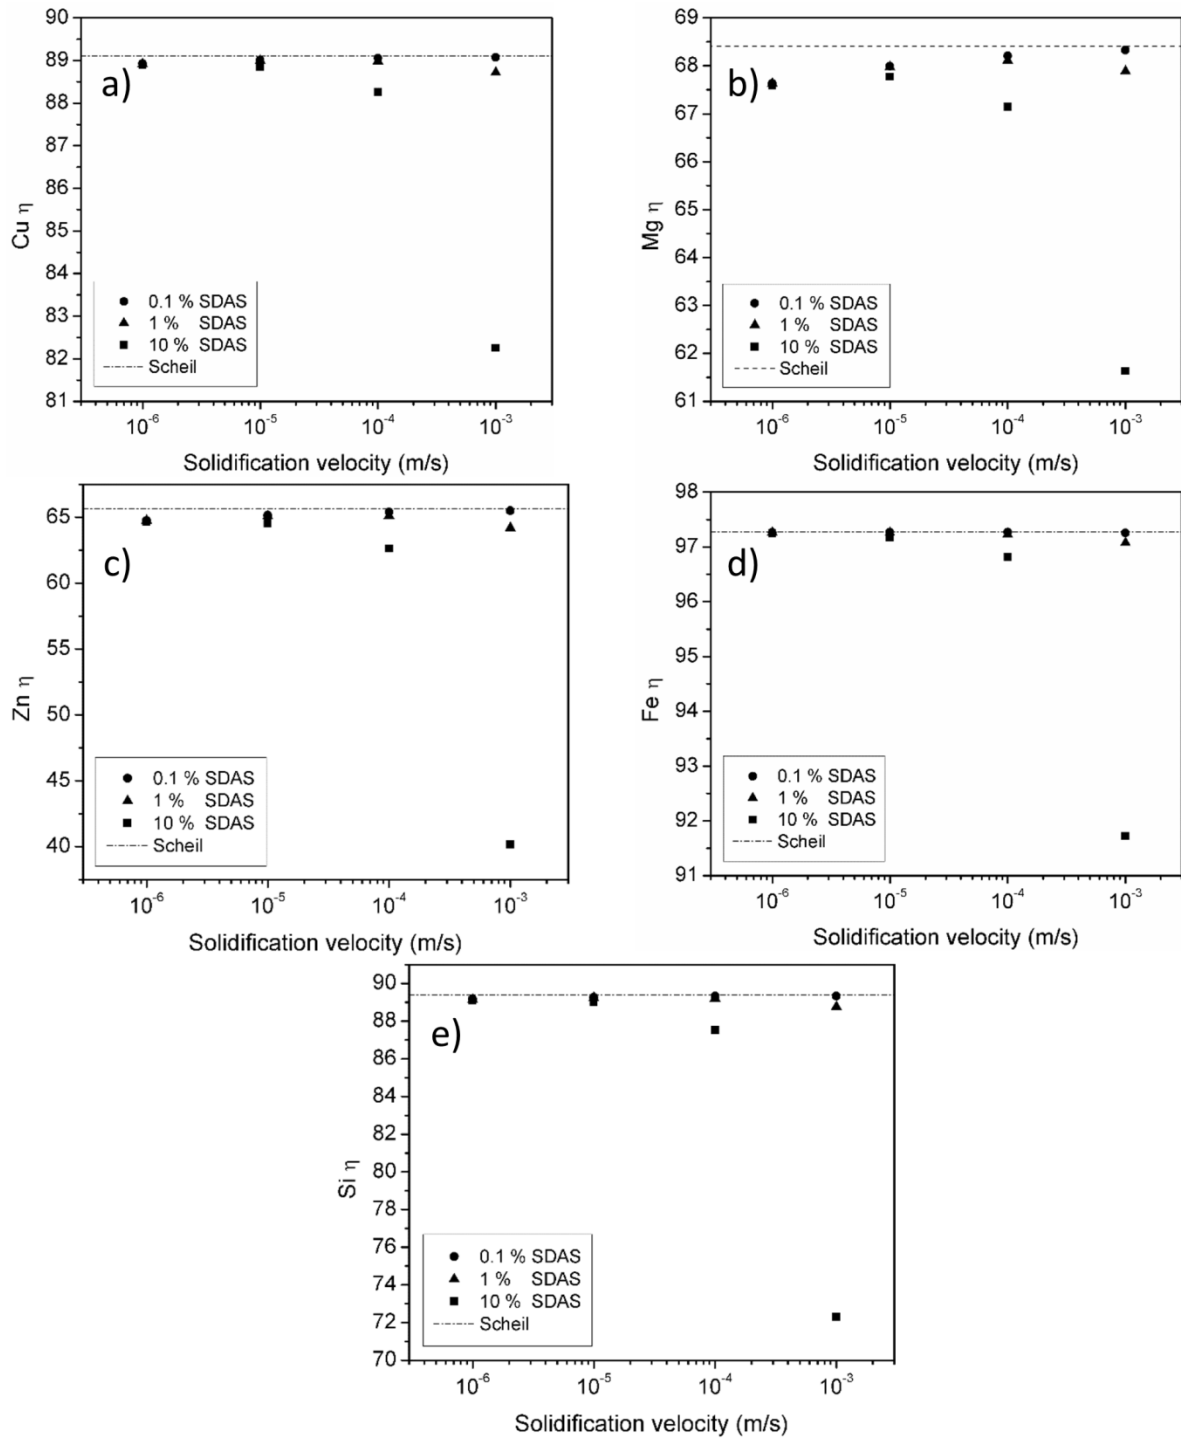 a)
90
89
88
87
86
85
84
83
82
81
Cu η
0.1 % SDAS
1 % SDAS
10 % SDAS
Scheil
10⁻⁶ 10⁻⁵ 10⁻⁴ 10⁻³
Solidification velocity (m/s)
b)
69
68
67
66
65
64
63
62
61
Mg η
0.1 % SDAS
1 % SDAS
10 % SDAS
Scheil
10⁻⁶ 10⁻⁵ 10⁻⁴ 10⁻³
Solidification velocity (m/s)
c)
65
60
55
50
45
40
Zn η
0.1 % SDAS
1 % SDAS
10 % SDAS
Scheil
10⁻⁶ 10⁻⁵ 10⁻⁴ 10⁻³
Solidification velocity (m/s)
d)
98
97
96
95
94
93
92
91
Fe η
0.1 % SDAS
1 % SDAS
10 % SDAS
Scheil
10⁻⁶ 10⁻⁵ 10⁻⁴ 10⁻³
Solidification velocity (m/s)
e)
90
88
86
84
82
80
78
76
74
72
70
Si η
0.1 % SDAS
1 % SDAS
10 % SDAS
Scheil
10⁻⁶ 10⁻⁵ 10⁻⁴ 10⁻³
Solidification velocity (m/s)